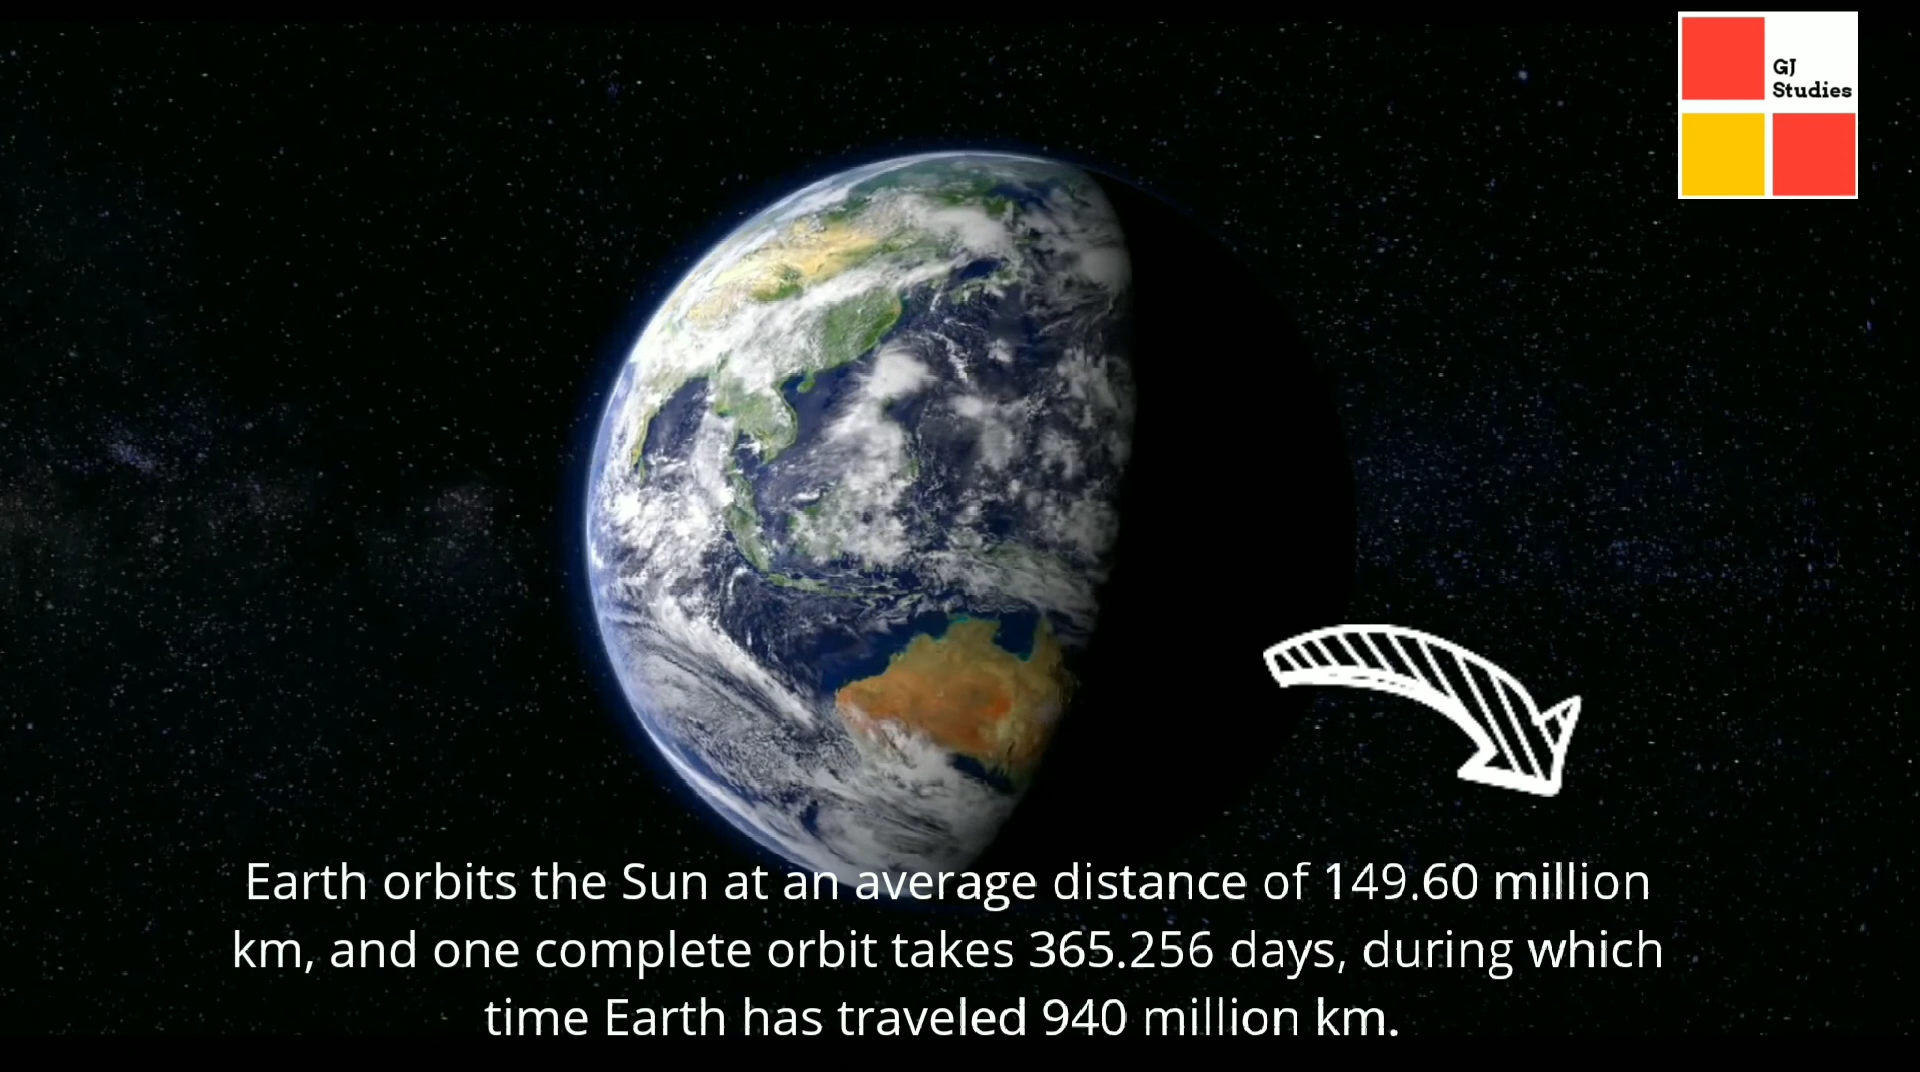 GJ
Studies
Earth orbits the Sun at an average distance of 149.60 million
km, and one complete orbit takes 365.256 days, during which
time Earth has traveled 940 million km.